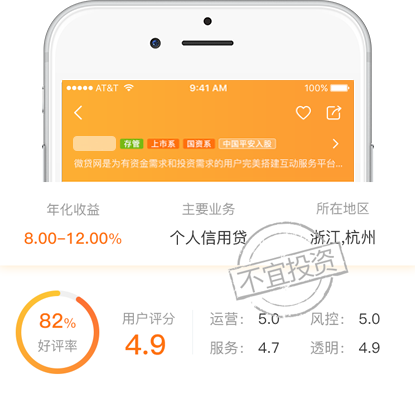 AT&T 9:41 AM 100%
存管 上市系 国资系 中国平安入股
微贷网是为有资金需求和投资需求的用户完美搭建互动服务平台...
年化收益 主要业务 所在地区
8.00-12.00% 个人信用贷 浙江,杭州
不宜投资
82% 用户评分 运营: 5.0 风控: 5.0
好评率 4.9 服务: 4.7 透明: 4.9